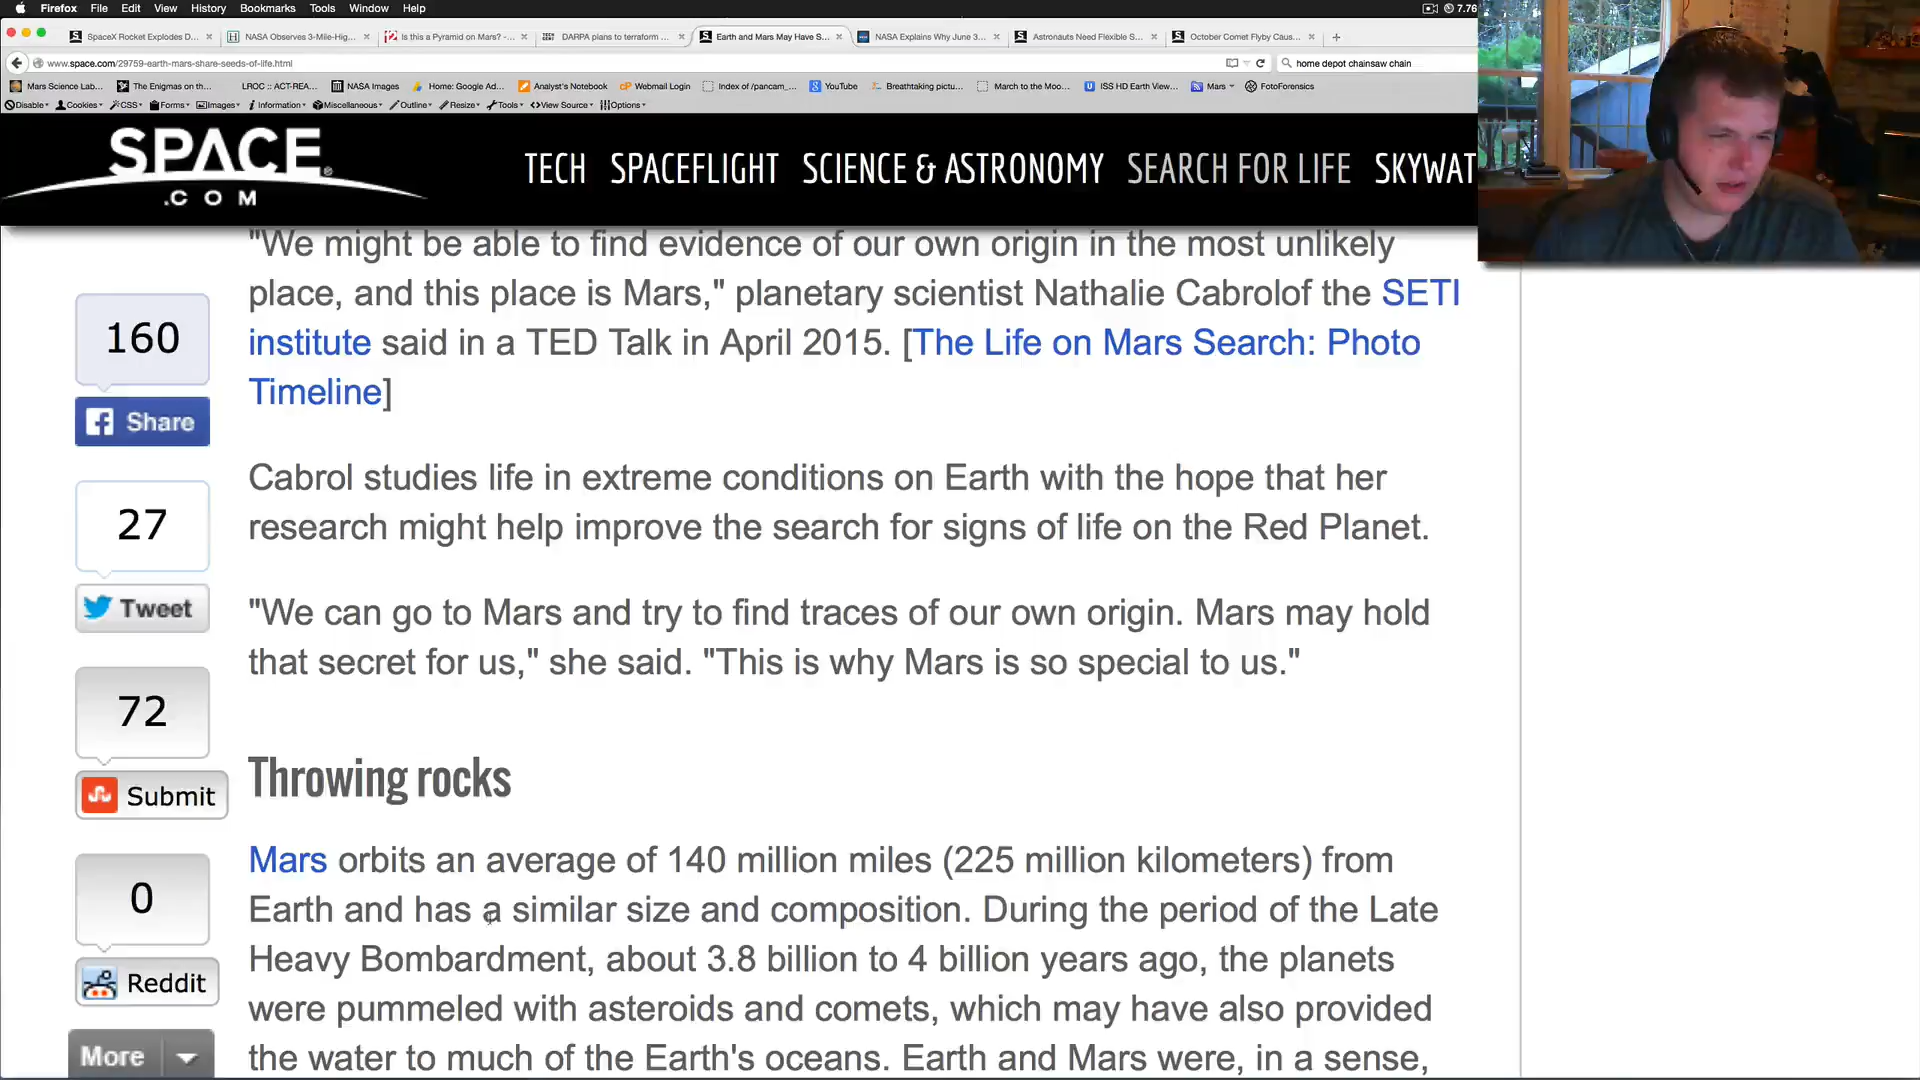 Firefox File Edit View History Bookmarks Tools Window Help 7.76
SpaceX Rocket Explodes D... NASA Observes 3-Mile-Hig... Is this a Pyramid on Mars? -... DARPA plans to terraform ... Earth and Mars May Have S... NASA Explains Why June 3... Astronauts Need Flexible S... October Comet Flyby Caus...
www.space.com/29759-earth-mars-share-seeds-of-life.html home depot chainsaw chain
Mars Science Lab... The Enigmas on th... LROC :: ACT-REA... NASA Images Home: Google Ad... Analyst's Notebook Webmail Login Index of /pancam_... YouTube Breathtaking pictu... March to the Moo... ISS HD Earth View... Mars FotoForensics
Disable Cookies CSS Forms Images Information Miscellaneous Outline Resize Tools View Source Options
SPACE
.COM
TECH SPACEFLIGHT SCIENCE & ASTRONOMY SEARCH FOR LIFE SKYWAT
"We might be able to find evidence of our own origin in the most unlikely
place, and this place is Mars," planetary scientist Nathalie Cabrolof the SETI
institute said in a TED Talk in April 2015. [The Life on Mars Search: Photo
Timeline]
160
Share
Cabrol studies life in extreme conditions on Earth with the hope that her
research might help improve the search for signs of life on the Red Planet.
27
Tweet
"We can go to Mars and try to find traces of our own origin. Mars may hold
that secret for us," she said. "This is why Mars is so special to us."
72
Submit
Throwing rocks
Mars orbits an average of 140 million miles (225 million kilometers) from
Earth and has a similar size and composition. During the period of the Late
Heavy Bombardment, about 3.8 billion to 4 billion years ago, the planets
were pummeled with asteroids and comets, which may have also provided
the water to much of the Earth's oceans. Earth and Mars were, in a sense,
0
Reddit
More